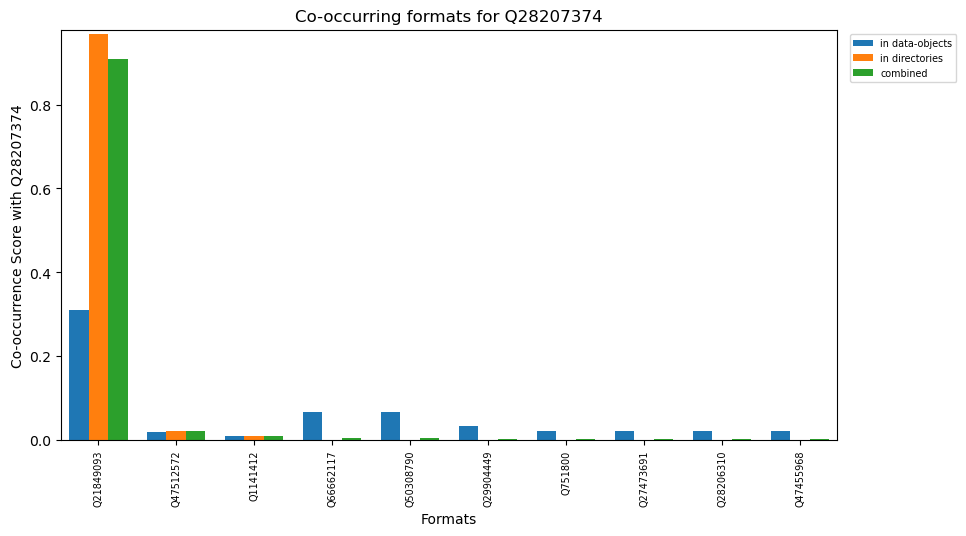 Co-occurring formats for Q28207374
in data-objects
in directories
combined
Co-occurrence Score with Q28207374
0.8
0.6
0.4
0.2
0.0
Q21849093
Q47512572
Q1141412
Q66662117
Q50308790
Q29904449
Q751800
Q27473691
Q28206310
Q47455968
Formats